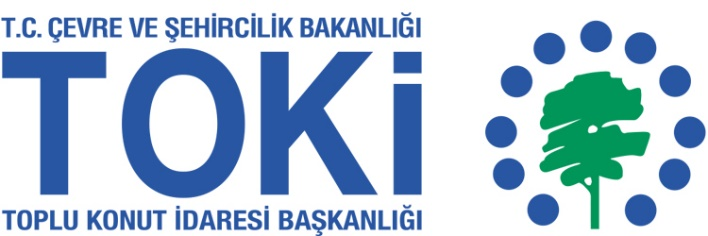 T.C. ÇEVRE VE ŞEHİRCİLİK BAKANLIĞI
TOKİ
TOPLU KONUT İDARESİ BAŞKANLIĞI